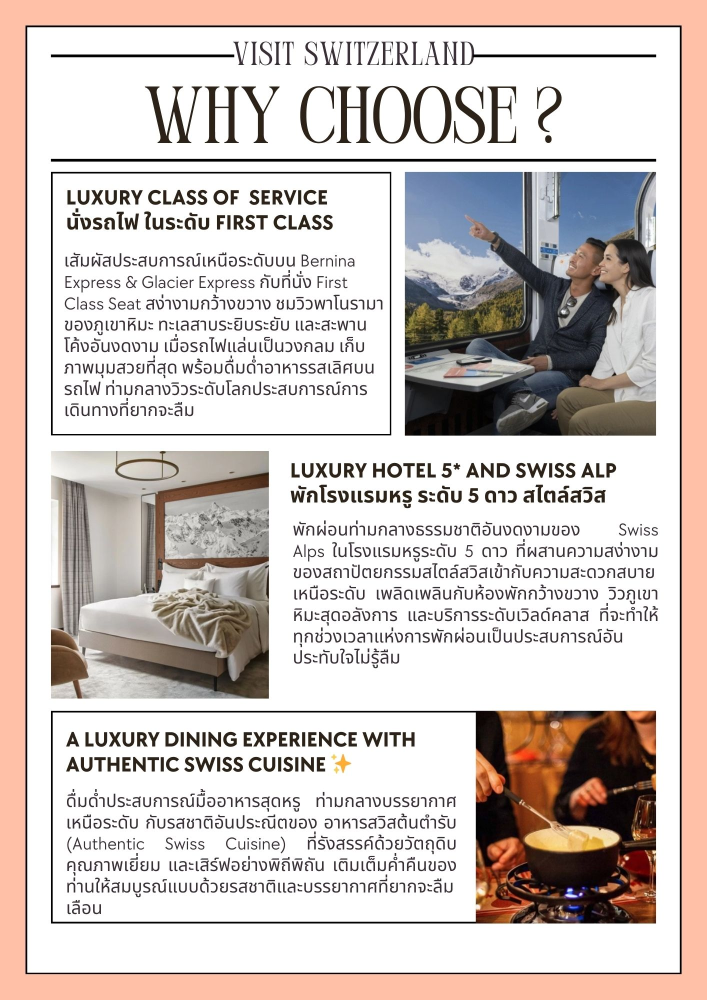 VISIT SWITZERLAND
WHY CHOOSE ?
LUXURY CLASS OF SERVICE
นั่งรถไฟ ในระดับ FIRST CLASS
เสัมผัสประสบการณ์เหนือระดับบน Bernina
Express & Glacier Express กับที่นั่ง First
Class Seat สง่างามกว้างขวาง ชมวิวพาโนรามา
ของภูเขาหิมะ ทะเลสาบระยิบระยับ และสะพาน
โค้งอันงดงาม เมื่อรถไฟแล่นเป็นวงกลม เก็บ
ภาพมุมสวยที่สุด พร้อมดื่มด่ำอาหารรสเลิศบน
รถไฟ ท่ามกลางวิวระดับโลกประสบการณ์การ
เดินทางที่ยากจะลืม
LUXURY HOTEL 5* AND SWISS ALP
พักโรงแรมหรู ระดับ 5 ดาว สไตล์สวิส
พักผ่อนท่ามกลางธรรมชาติอันงดงามของ Swiss
Alps ในโรงแรมหรูระดับ 5 ดาว ที่ผสานความสง่างาม
ของสถาปัตยกรรมสไตล์สวิสเข้ากับความสะดวกสบาย
เหนือระดับ เพลิดเพลินกับห้องพักกว้างขวาง วิวภูเขา
หิมะสุดอลังการ และบริการระดับเวิลด์คลาส ที่จะทำให้
ทุกช่วงเวลาแห่งการพักผ่อนเป็นประสบการณ์อัน
ประทับใจไม่รู้ลืม
A LUXURY DINING EXPERIENCE WITH
AUTHENTIC SWISS CUISINE ✨
ดื่มด่ำประสบการณ์มื้ออาหารสุดหรู ท่ามกลางบรรยากาศ
เหนือระดับ กับรสชาติอันประณีตของ อาหารสวิสต้นตำรับ
(Authentic Swiss Cuisine) ที่รังสรรค์ด้วยวัตถุดิบ
คุณภาพเยี่ยม และเสิร์ฟอย่างพิถีพิถัน เติมเต็มค่ำคืนของ
ท่านให้สมบูรณ์แบบด้วยรสชาติและบรรยากาศที่ยากจะลืม
เลือน